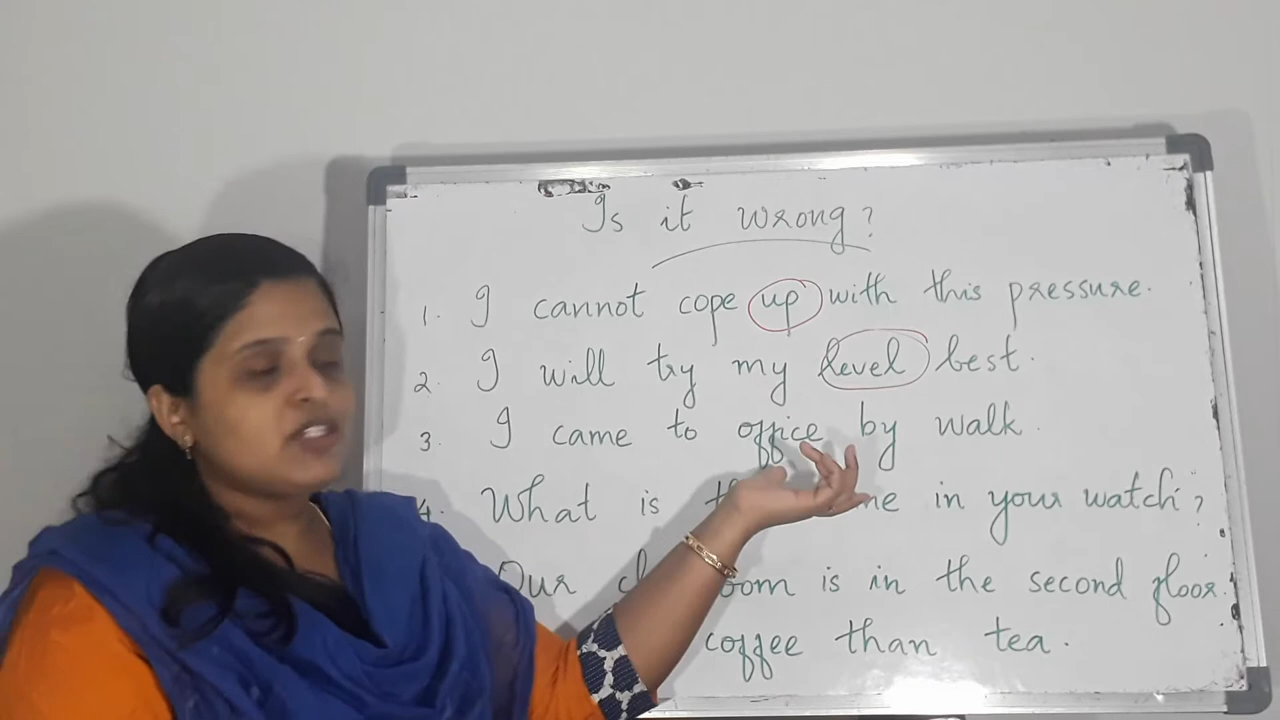 Is it wrong?
1. I cannot cope up with this pressure.
2. I will try my level best.
3. I came to office by walk.
4. What is in your watch?
Our is in the second floor.
coffee than tea.